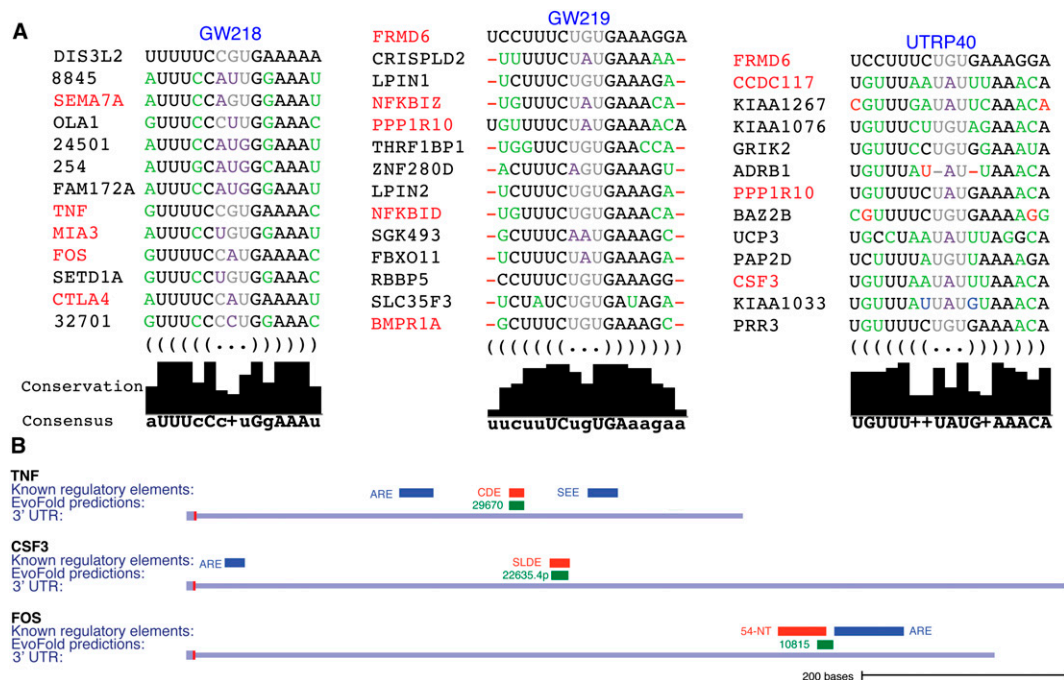 A
GW218
DIS3L2 UUUUUCCGUGAAAAA
8845 AUUUCCAUUGGAAAU
SEMA7A AUUUCCAGUGGAAAU
OLA1 GUUUCCCUUGGAAAC
24501 GUUUCCAUGGGAAAC
254 AUUUGCAUGGCAAAU
FAM172A AUUUCCAUGGGAAAU
TNF GUUUUCCGUGAAAAC
MIA3 AUUUUCUGUGAAAAU
FOS GUUUUCCAUGAAAAC
SETD1A AUUUCCUGUGGAAAU
CTLA4 AUUUUCCAUGAAAAU
32701 GUUUCCCCUGGAAAC
((((((...))))))
Conservation
Consensus aUUUcCc+uGgAAAu
GW219
FRMD6 UCCUUUCUGUGAAAGGA
CRISPLD2 -UUUUUCUAUGAAAAA-
LPIN1 -UCUUUCUGUGAAAGA-
NFKBIZ -UGUUUCUAUGAAACA-
PPP1R10 UGUUUUCUAUGAAAACA
THRF1BP1 -UGGUUCUGUGAACCA-
ZNF280D -ACUUUCAGUGAAAGU-
LPIN2 -UCUUUCUGUGAAAGA-
NFKBID -UGUUUCUGUGAAACA-
SGK493 -GCUUUCAAUGAAAGC-
FBXO11 -GCUUUCUAUGAAAGC-
RBBP5 -CCUUUCUGUGAAAGG-
SLC35F3 -UCUAUCUGUGAUAGA-
BMPR1A -GCUUUCUGUGAAAGC-
(((((((...)))))))
uucuuUCugUGAaagaa
UTRP40
FRMD6 UCCUUUCUGUGAAAGGA
CCDC117 UGUUUAAUAUUUAAACA
KIAA1267 CGUUUGAUAUUCAAACA
KIAA1076 UGUUUCUUGUAGAAACA
GRIK2 UGUUUCCUGUGGAAACA
ADRB1 UGUUUAU-AU-UAAACA
PPP1R10 UGUUUUCUAUGAAAACA
BAZ2B CGUUUUCUGUGAAAAGG
UCP3 UGCCUAAUAUUUAGGCA
PAP2D UCUUUUAUGUUAAAAGA
CSF3 UGUUUAAUAUUUAAACA
KIAA1033 UGUUUAUUAUGUAAACA
PRR3 UGUUUUCUGUGAAAACA
(((((((...)))))))
UGUUU++UAUG+AAACA
B
TNF
Known regulatory elements: ARE CDE SEE
EvoFold predictions: 29670
3' UTR:
CSF3
Known regulatory elements: ARE SLDE
EvoFold predictions: 22635.4p
3' UTR:
FOS
Known regulatory elements: 54-NT ARE
EvoFold predictions: 10815
3' UTR:
200 bases